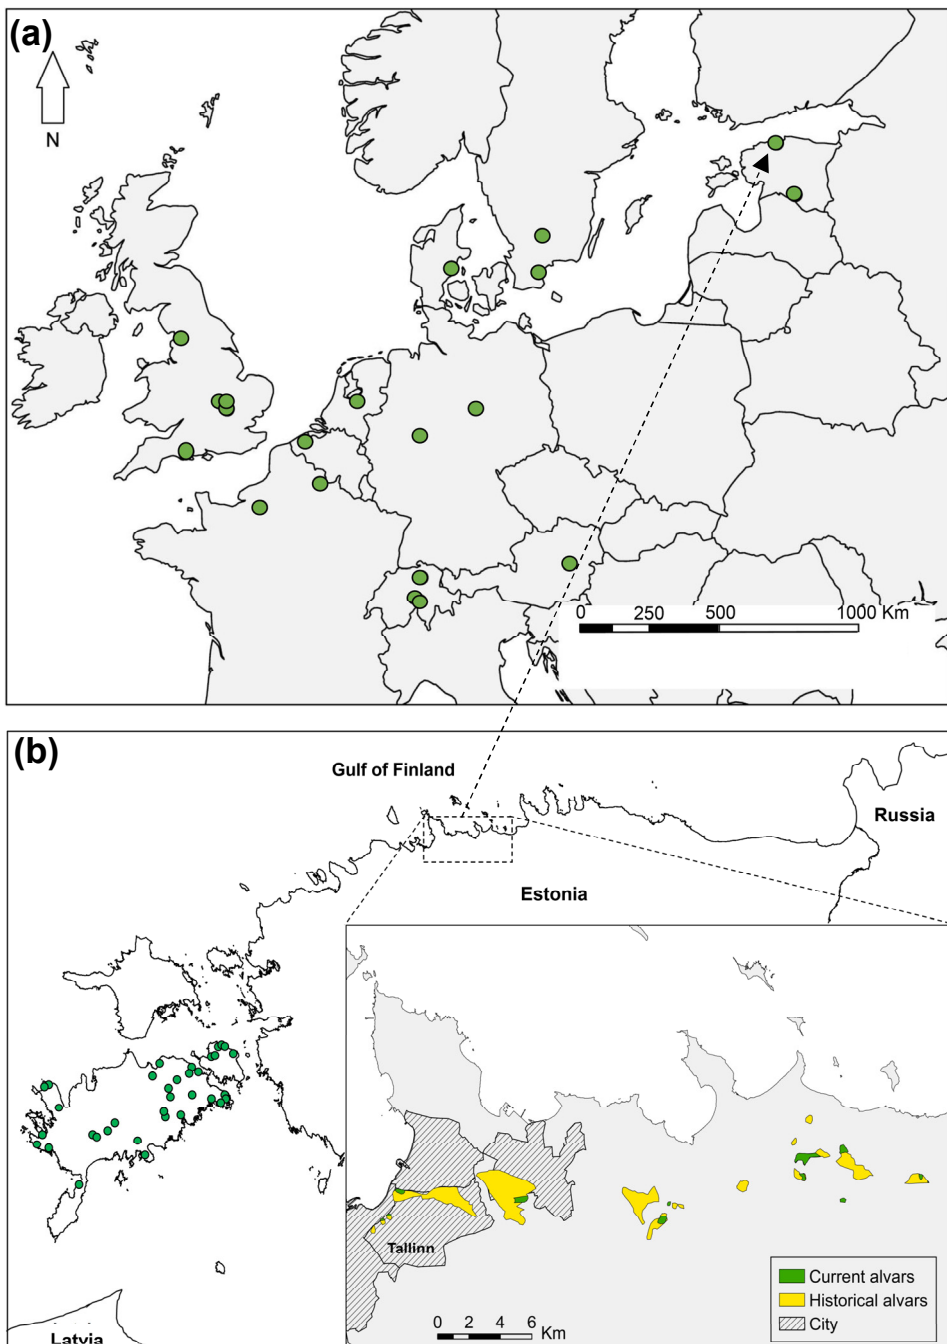 (a)
N
0 250 500 1000 Km
(b)
Gulf of Finland
Russia
Estonia
Tallinn
Current alvars
Historical alvars
City
0 2 4 6
Km
Latvia